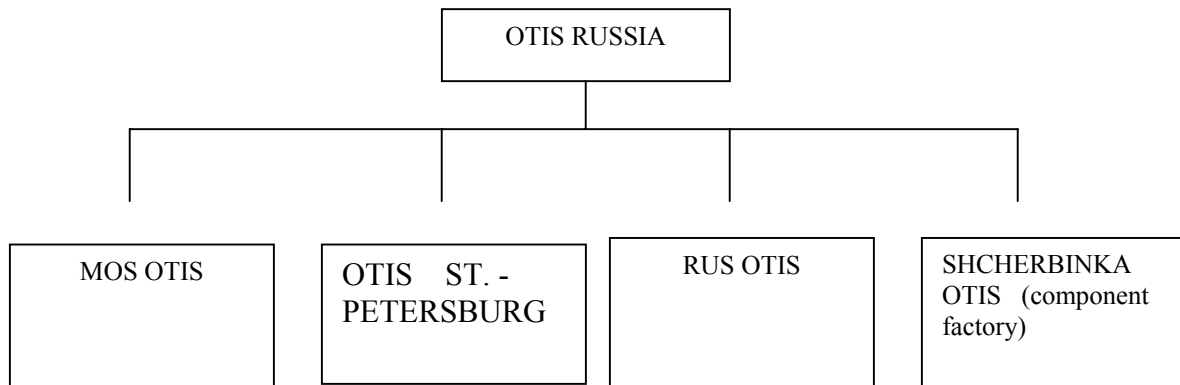 OTIS RUSSIA
MOS OTIS
OTIS ST. -
PETERSBURG
RUS OTIS
SHCHERBINKA
OTIS (component
factory)